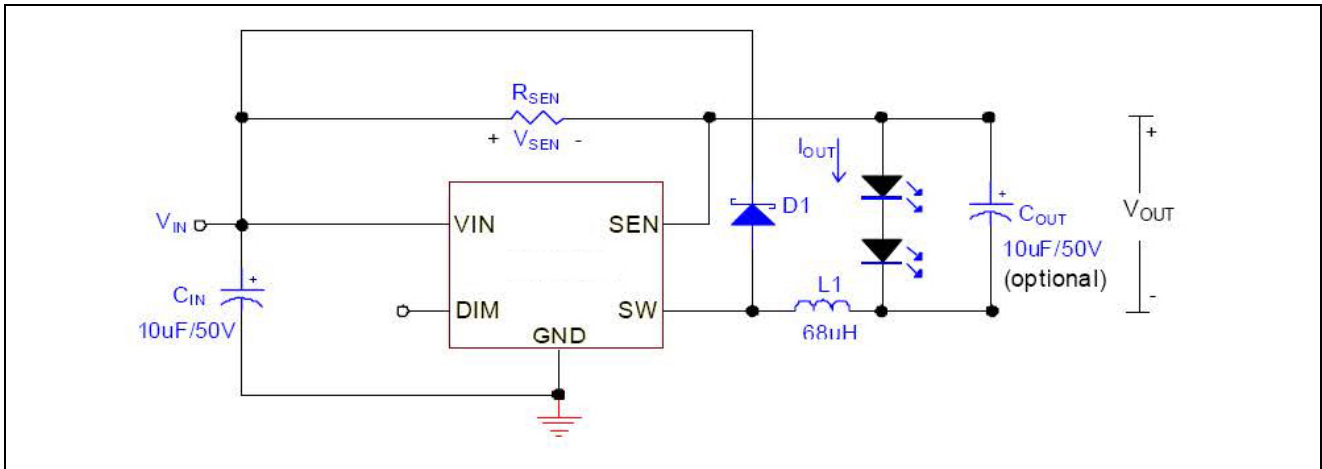 RSEN
+ VSEN -
IOUT
VIN
VIN
SEN
D1
COUT
10uF/50V
(optional)
+
VOUT
-
CIN
10uF/50V
+
DIM
SW
GND
L1
68uH
+